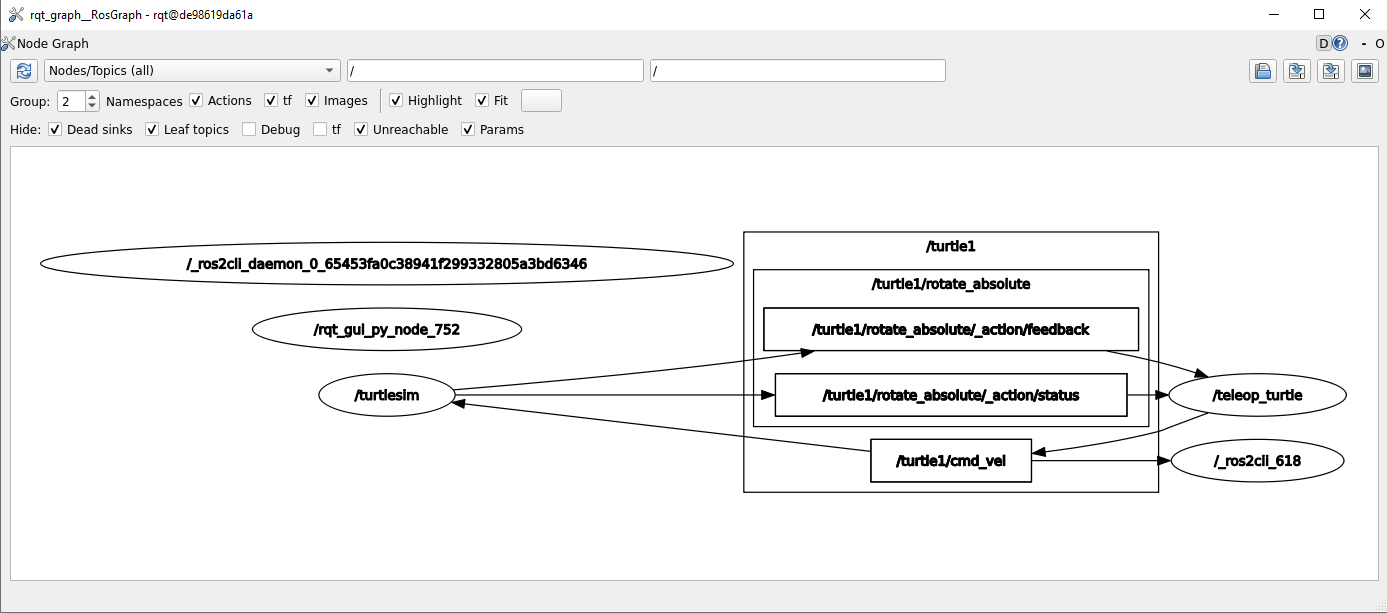 rqt_graph__RosGraph - rqt@de98619da61a
Node Graph
D ? - O
Nodes/Topics (all) / /
Group: 2 Namespaces Actions tf Images Highlight Fit
Hide: Dead sinks Leaf topics Debug tf Unreachable Params
/turtle1
/_ros2cli_daemon_0_65453fa0c38941f299332805a3bd6346
/turtle1/rotate_absolute
/rqt_gui_py_node_752
/turtle1/rotate_absolute/_action/feedback
/turtlesim
/turtle1/rotate_absolute/_action/status
/teleop_turtle
/turtle1/cmd_vel
/_ros2cli_618